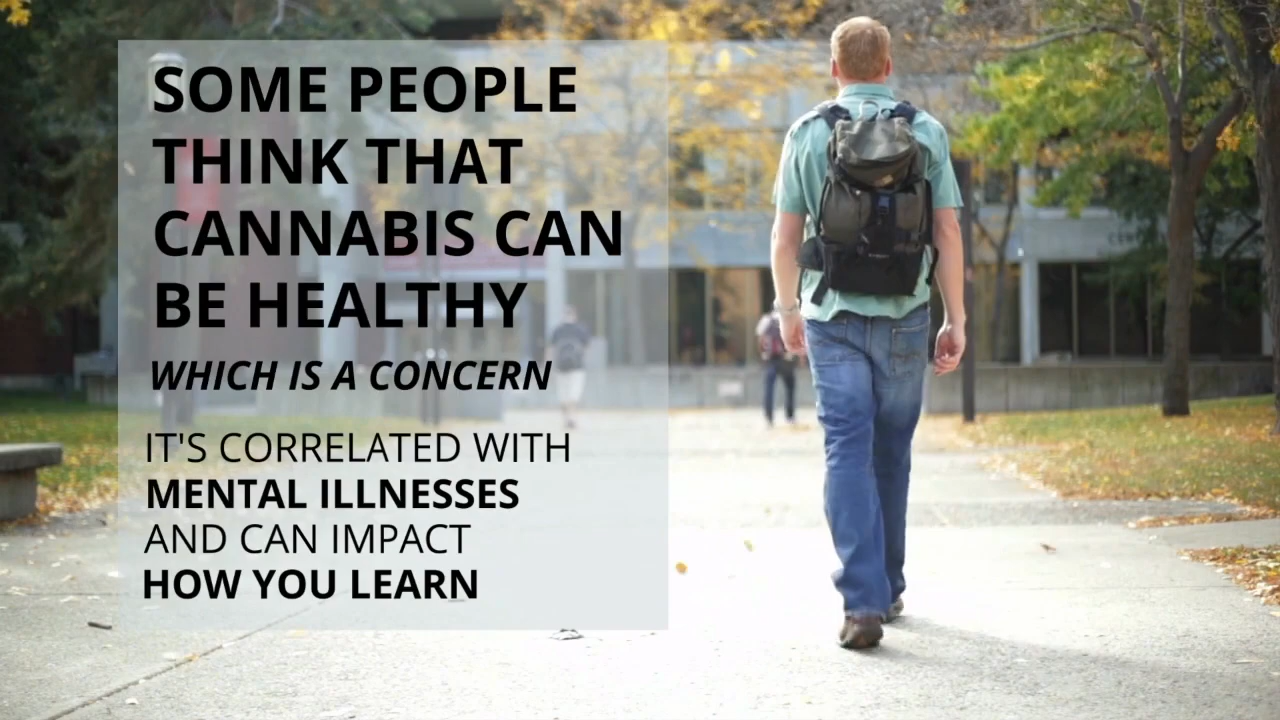 SOME PEOPLE
THINK THAT
CANNABIS CAN
BE HEALTHY
WHICH IS A CONCERN
IT'S CORRELATED WITH
MENTAL ILLNESSES
AND CAN IMPACT
HOW YOU LEARN